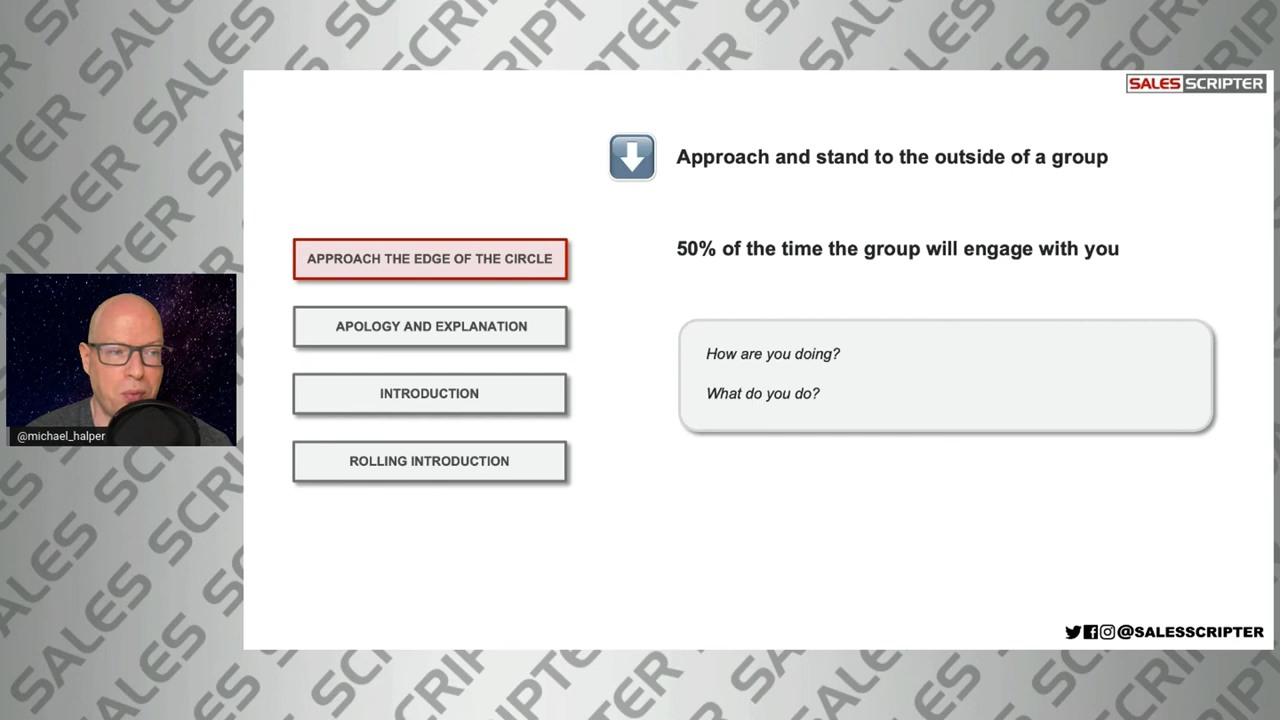 SALES SCRIPTER
Approach and stand to the outside of a group
50% of the time the group will engage with you
APPROACH THE EDGE OF THE CIRCLE
APOLOGY AND EXPLANATION
INTRODUCTION
ROLLING INTRODUCTION
How are you doing?
What do you do?
@michael_halper
@SALESSCRIPTER